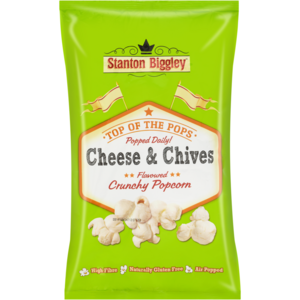 Stanton Biggley
TOP OF THE POPS
Popped Daily!
Cheese & Chives
Flavoured
Crunchy Popcorn
High Fibre
Naturally Gluten Free
Air Popped